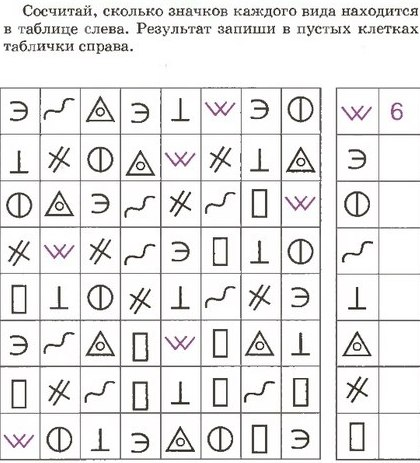 Сосчитай, сколько значков каждого вида находится
в таблице слева. Результат запиши в пустых клетках
таблички справа.
6